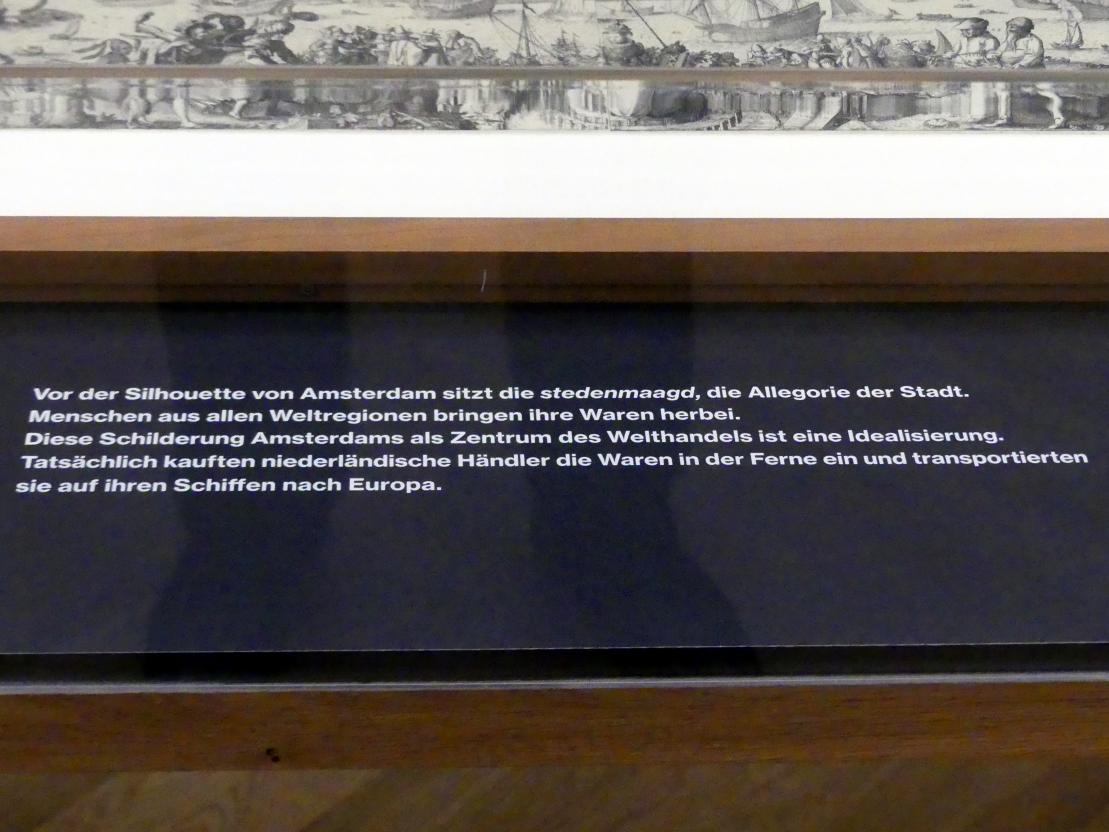 Vor der Silhouette von Amsterdam sitzt die stedenmaagd, die Allegorie der Stadt.
Menschen aus allen Weltregionen bringen ihre Waren herbei.
Diese Schilderung Amsterdams als Zentrum des Welthandels ist eine Idealisierung.
Tatsächlich kauften niederländische Händler die Waren in der Ferne ein und transportierten
sie auf ihren Schiffen nach Europa.